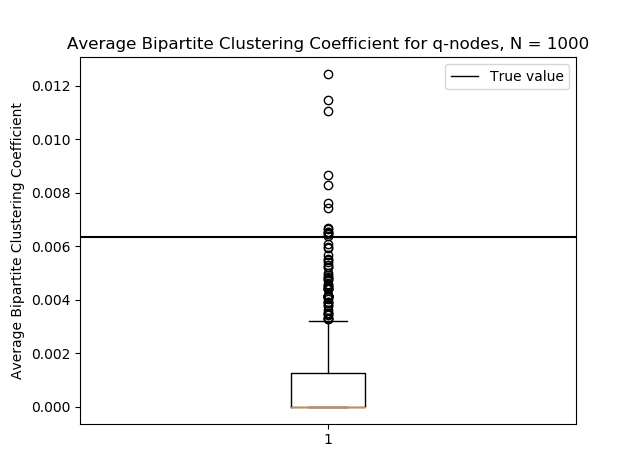 Average Bipartite Clustering Coefficient for q-nodes, N = 1000
True value
Average Bipartite Clustering Coefficient
0.012
0.010
0.008
0.006
0.004
0.002
0.000
1